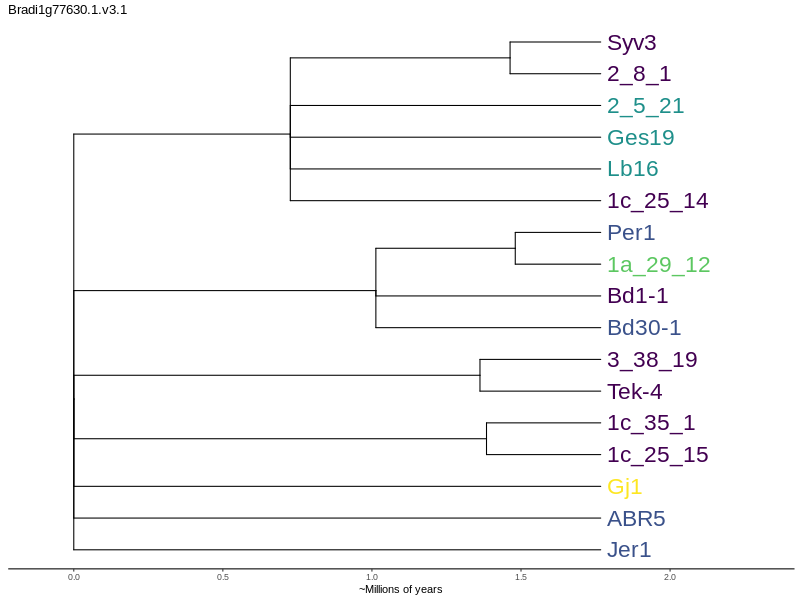 Bradi1g77630.1.v3.1
Syv3
2_8_1
2_5_21
Ges19
Lb16
1c_25_14
Per1
1a_29_12
Bd1-1
Bd30-1
3_38_19
Tek-4
1c_35_1
1c_25_15
Gj1
ABR5
Jer1
0.0 0.5 1.0 1.5 2.0
~Millions of years